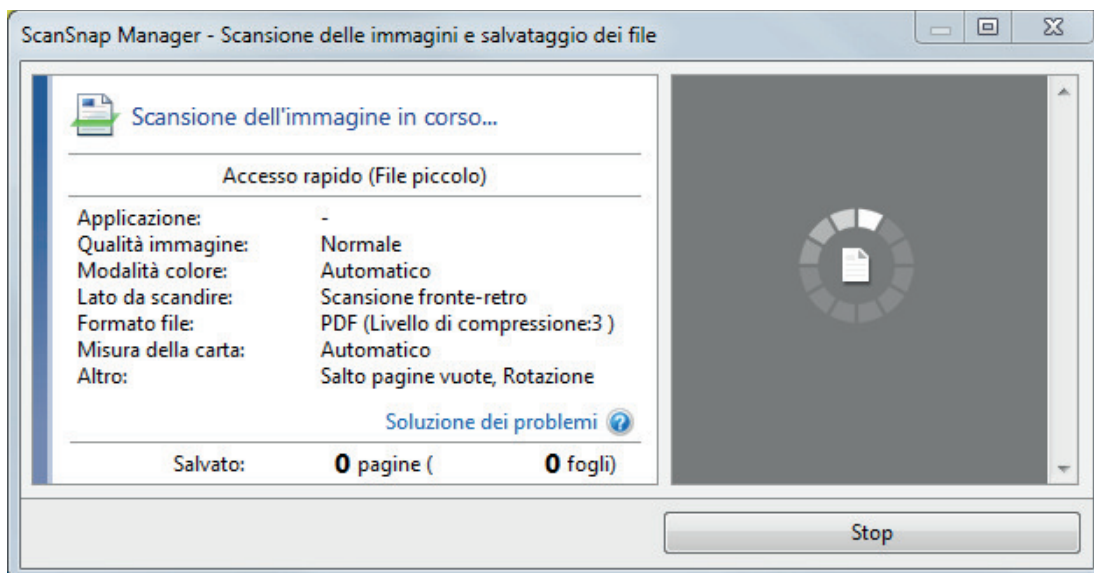 ScanSnap Manager - Scansione delle immagini e salvataggio dei file
Scansione dell'immagine in corso...
Accesso rapido (File piccolo)
Applicazione: -
Qualità immagine: Normale
Modalità colore: Automatico
Lato da scandire: Scansione fronte-retro
Formato file: PDF (Livello di compressione:3 )
Misura della carta: Automatico
Altro: Salto pagine vuote, Rotazione
Soluzione dei problemi ?
Salvato: 0 pagine ( 0 fogli)
Stop